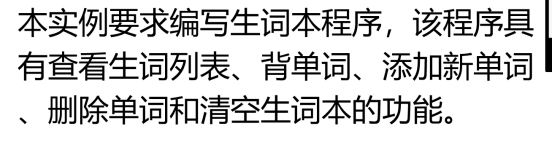 本实例要求编写生词本程序，该程序具
有查看生词列表、背单词、添加新单词
、删除单词和清空生词本的功能。